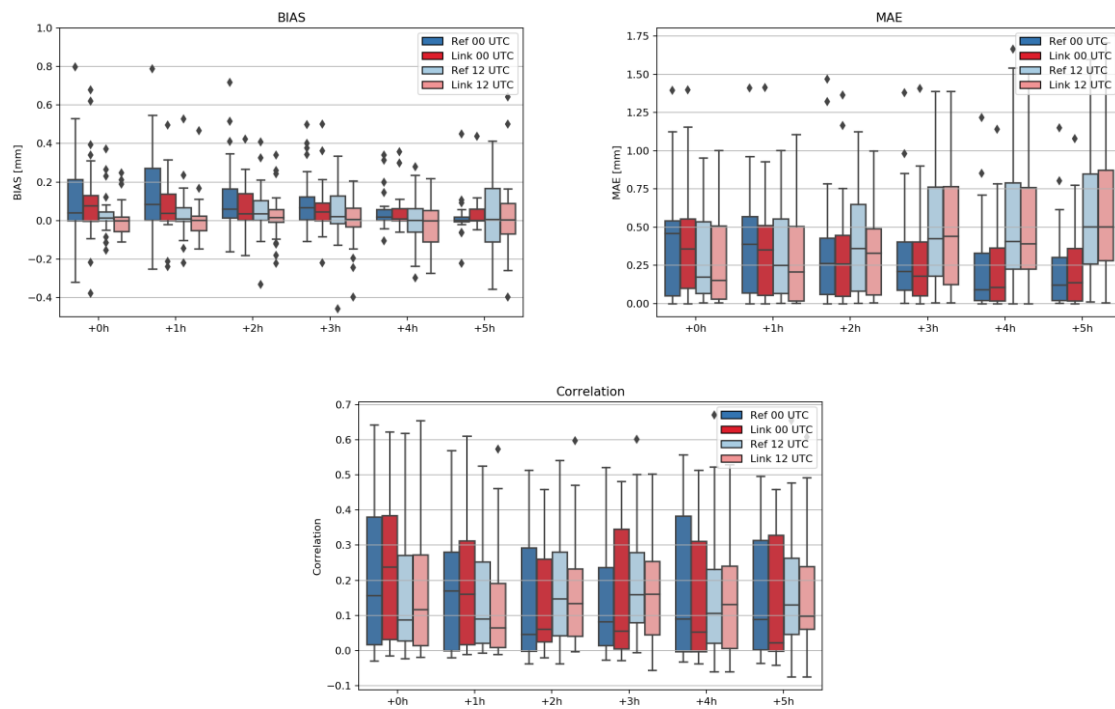 BIAS
1.0
0.8
0.6
0.4
0.2
0.0
−0.2
−0.4
BIAS [mm]
Ref 00 UTC
Link 00 UTC
Ref 12 UTC
Link 12 UTC
+0h +1h +2h +3h +4h +5h
MAE
1.75
1.50
1.25
1.00
0.75
0.50
0.25
0.00
MAE [mm]
Ref 00 UTC
Link 00 UTC
Ref 12 UTC
Link 12 UTC
+0h +1h +2h +3h +4h +5h
Correlation
0.7
0.6
0.5
0.4
0.3
0.2
0.1
0.0
−0.1
Correlation
Ref 00 UTC
Link 00 UTC
Ref 12 UTC
Link 12 UTC
+0h +1h +2h +3h +4h +5h